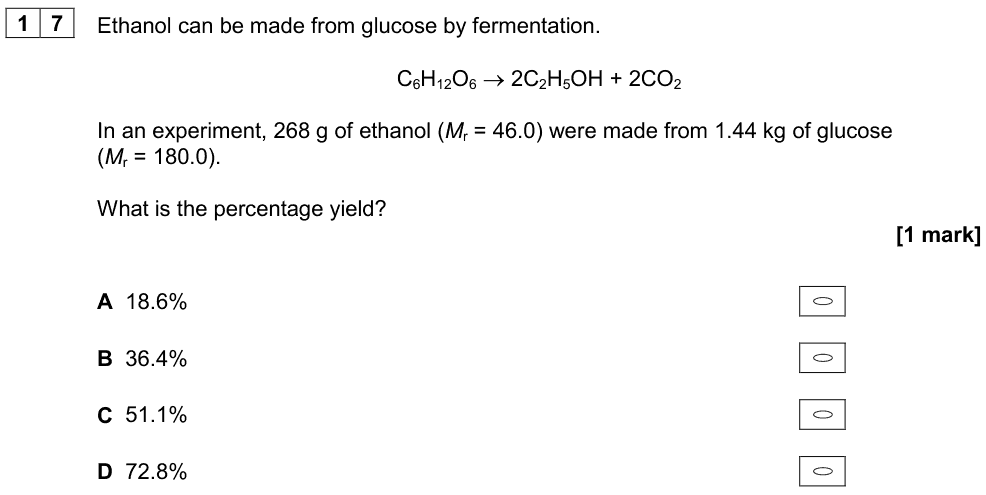 1 7 Ethanol can be made from glucose by fermentation.
C₆H₁₂O₆ → 2C₂H₅OH + 2CO₂
In an experiment, 268 g of ethanol (Mᵣ = 46.0) were made from 1.44 kg of glucose
(Mᵣ = 180.0).
What is the percentage yield?
[1 mark]
A 18.6%
B 36.4%
C 51.1%
D 72.8%